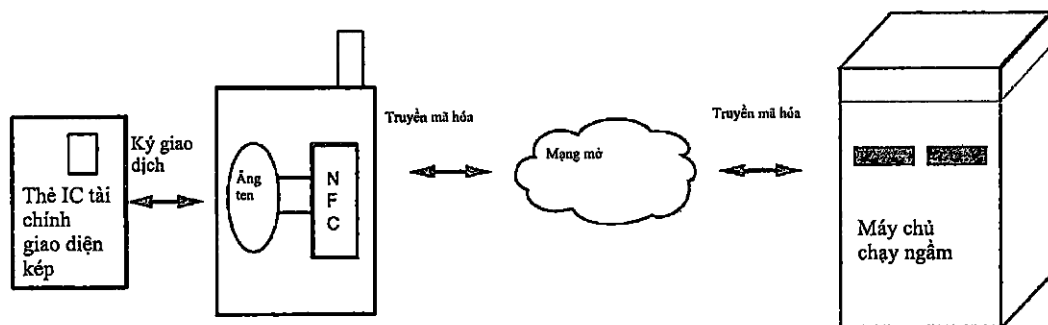 Thẻ IC tài
chính
giao diện
kép
Ký giao
dịch
Ăng
ten
N
F
C
Truyền mã hóa
Mạng mở
Truyền mã hóa
Máy chủ
chạy ngầm